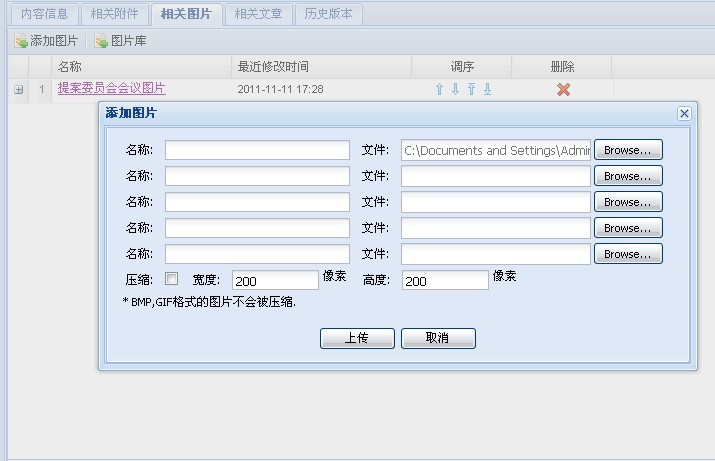 内容信息 相关附件 相关图片 相关文章 历史版本
添加图片 图片库
名称 最近修改时间 调序 删除
1 提案委员会会议图片 2011-11-11 17:28
添加图片
名称: 文件: C:\Documents and Settings\Admin Browse...
名称: 文件: Browse...
名称: 文件: Browse...
名称: 文件: Browse...
名称: 文件: Browse...
压缩: 宽度: 200 像素 高度: 200 像素
* BMP,GIF格式的图片不会被压缩.
上传 取消